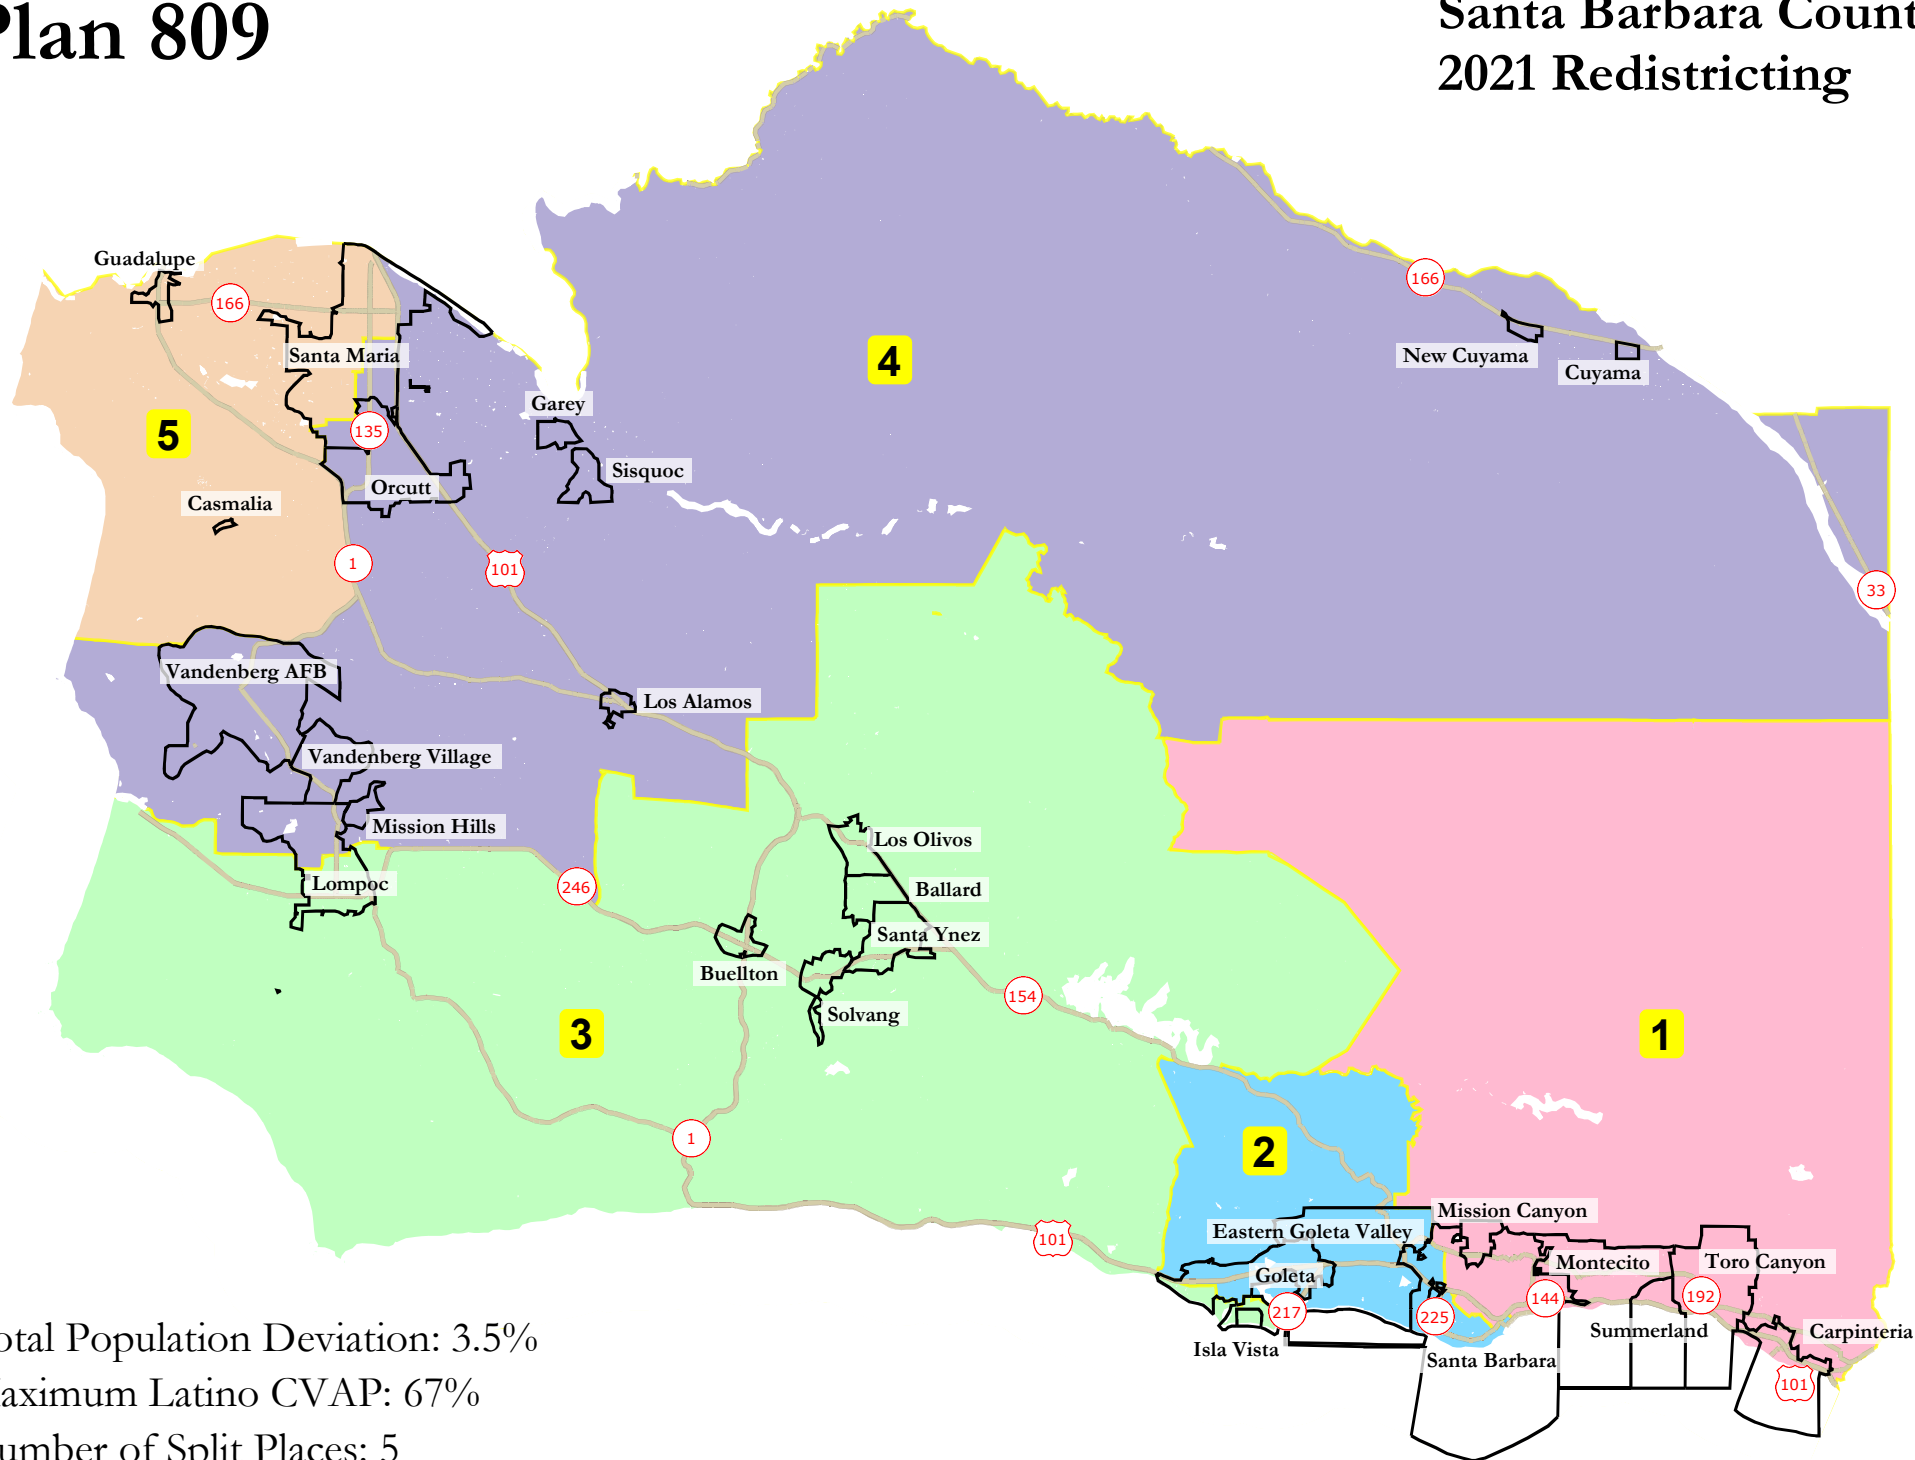 Plan 809
Santa Barbara Count
2021 Redistricting
Guadalupe
166
Santa Maria
166
New Cuyama
Cuyama
4
Garey
5
135
Sisquoc
Orcutt
Casmalia
1
101
33
Vandenberg AFB
Los Alamos
Vandenberg Village
Mission Hills
Los Olivos
Lompoc
246
Ballard
Santa Ynez
Buellton
154
Solvang
3
1
1
2
Mission Canyon
Eastern Goleta Valley
101
Montecito
Toro Canyon
Goleta
217
225
144
192
Summerland
Carpinteria
Isla Vista
Santa Barbara
101
otal Population Deviation: 3.5%
aximum Latino CVAP: 67%
umber of Split Places: 5